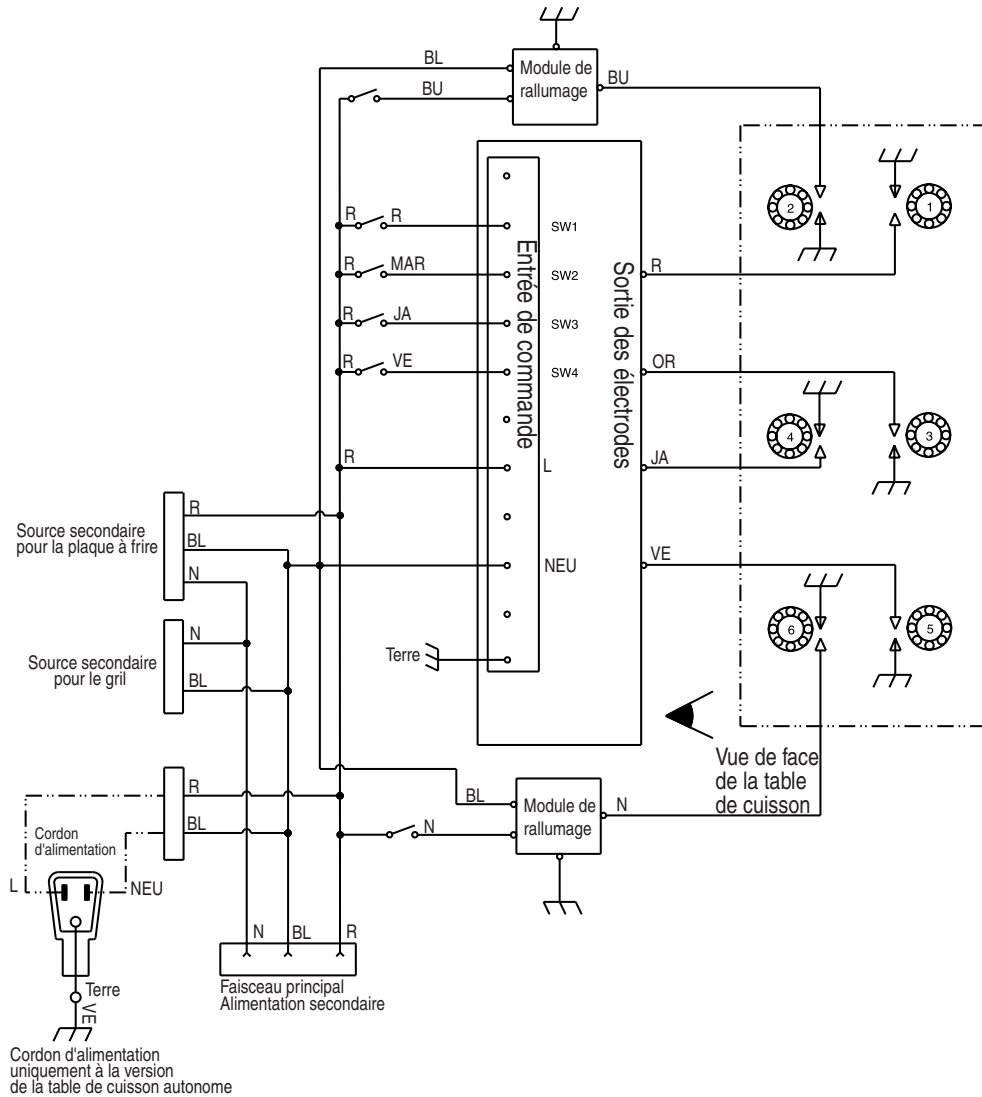 BL
Module de
rallumage
BU
BU
2
1
R
R
SW1
Entrée de commande
Sortie des électrodes
R
MAR
SW2
R
R
JA
SW3
R
VE
SW4
OR
4
3
R
L
JA
R
Source secondaire
pour la plaque à frire
BL
N
NEU
VE
N
Source secondaire
pour le gril
BL
Terre
6
5
Vue de face
de la table
de cuisson
R
BL
BL
Module de
rallumage
N
N
Cordon
d'alimentation
L
NEU
N
BL
R
Faisceau principal
Alimentation secondaire
Terre
VE
Cordon d'alimentation
uniquement à la version
de la table de cuisson autonome